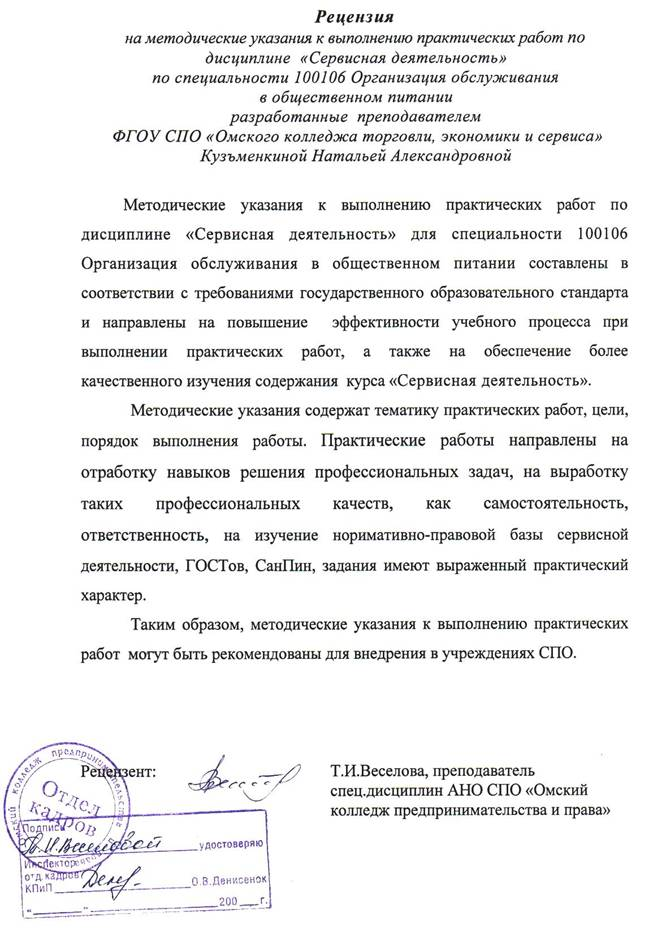 Рецензия
на методические указания к выполнению практических работ по
дисциплине «Сервисная деятельность»
по специальности 100106 Организация обслуживания
в общественном питании
разработанные преподавателем
ФГОУ СПО «Омского колледжа торговли, экономики и сервиса»
Кузьменкиной Натальей Александровной
Методические указания к выполнению практических работ по
дисциплине «Сервисная деятельность» для специальности 100106
Организация обслуживания в общественном питании составлены в
соответствии с требованиями государственного образовательного стандарта
и направлены на повышение эффективности учебного процесса при
выполнении практических работ, а также на обеспечение более
качественного изучения содержания курса «Сервисная деятельность».
Методические указания содержат тематику практических работ, цели,
порядок выполнения работы. Практические работы направлены на
отработку навыков решения профессиональных задач, на выработку
таких профессиональных качеств, как самостоятельность,
ответственность, на изучение норимативно-правовой базы сервисной
деятельности, ГОСТов, СанПин, задания имеют выраженный практический
характер.
Таким образом, методические указания к выполнению практических
работ могут быть рекомендованы для внедрения в учреждениях СПО.
Рецензент:
Т.И.Веселова, преподаватель
спец.дисциплин АНО СПО «Омский
колледж предпринимательства и права»
колледж предпринимательства
Отдел
кадров
Подпись
Т.И.Веселовой удостоверяю
Инспектор
отд.кадров
КПиП О.В.Денисенок
"____"________200___г.